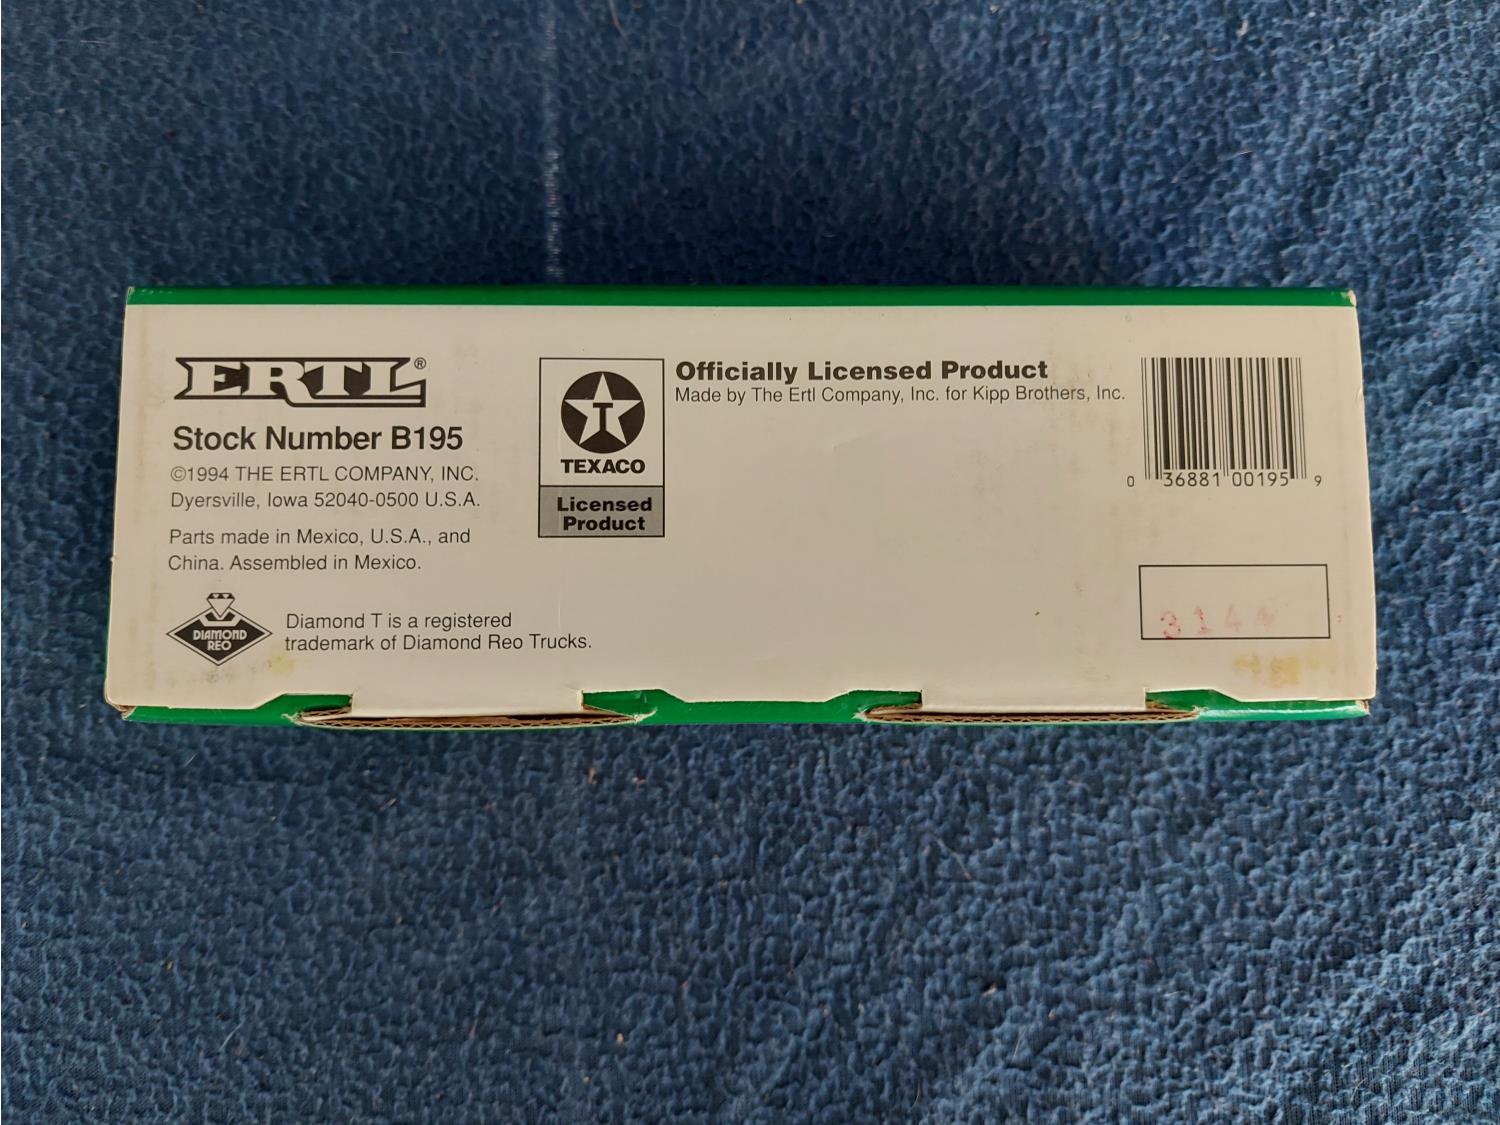 ERTL®
Stock Number B195
©1994 THE ERTL COMPANY, INC.
Dyersville, Iowa 52040-0500 U.S.A.
Parts made in Mexico, U.S.A., and
China. Assembled in Mexico.
DIAMOND
REO
Diamond T is a registered
trademark of Diamond Reo Trucks.
T
TEXACO
Licensed
Product
Officially Licensed Product
Made by The Ertl Company, Inc. for Kipp Brothers, Inc.
0 36881 00195 9
3144